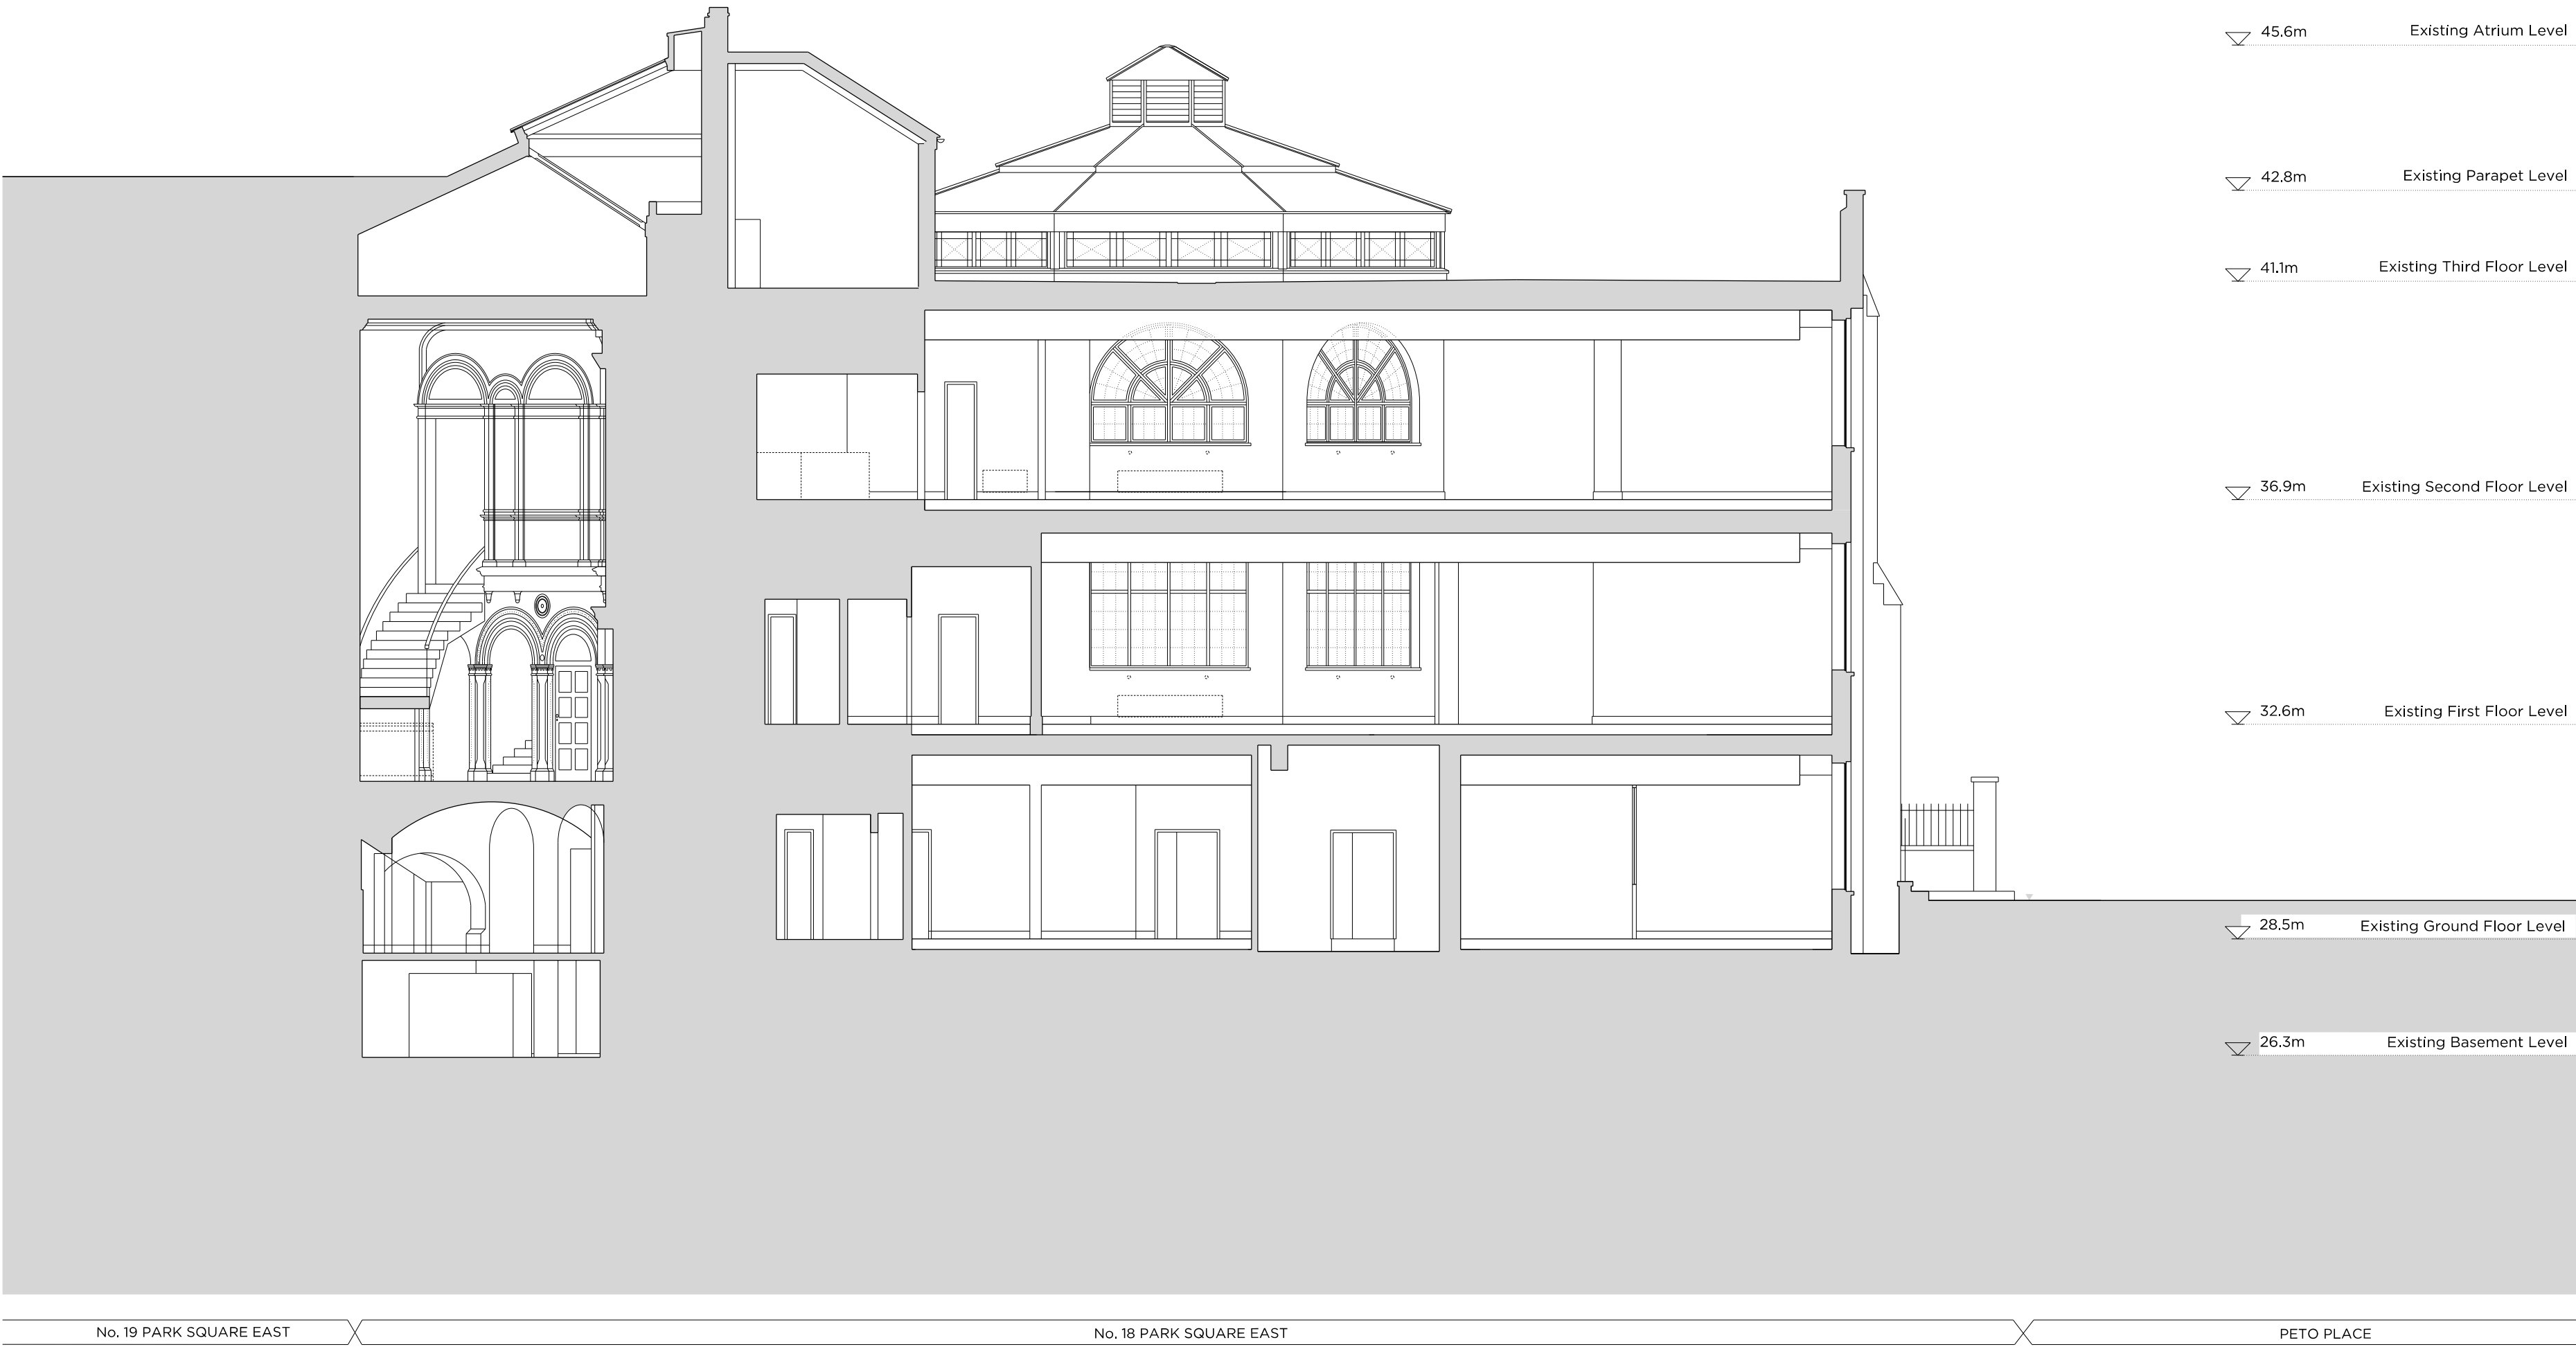 45.6m Existing Atrium Level
42.8m Existing Parapet Level
41.1m Existing Third Floor Level
36.9m Existing Second Floor Level
32.6m Existing First Floor Level
28.5m Existing Ground Floor Level
26.3m Existing Basement Level
No. 19 PARK SQUARE EAST
No. 18 PARK SQUARE EAST
PETO PLACE